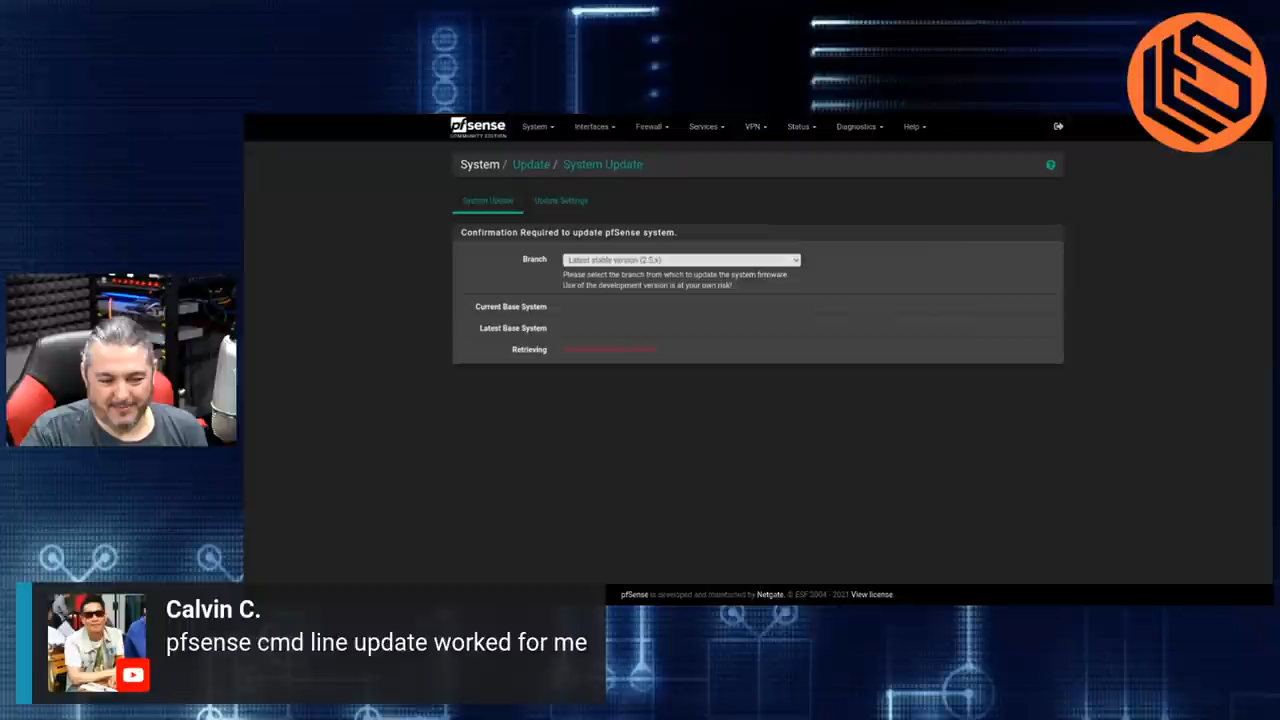 pfsense
COMMUNITY EDITION
System Interfaces Firewall Services VPN Status Diagnostics Help
System / Update / System Update
System Update Update Settings
Confirmation Required to update pfSense system.
Branch Latest stable version (2.5.x)
Please select the branch from which to update the system firmware.
Use of the development version is at your own risk!
Current Base System
Latest Base System
Retrieving
pfSense is developed and maintained by Netgate. © ESF 2004 - 2021 View license.
Calvin C.
pfsense cmd line update worked for me